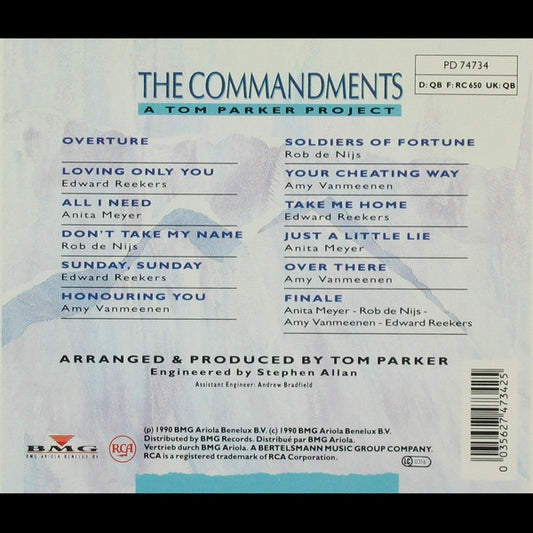 PD 74734
D: QB F: RC 650 UK: QB
THE COMMANDMENTS
A TOM PARKER PROJECT
OVERTURE
LOVING ONLY YOU
Edward Reekers
ALL I NEED
Anita Meyer
DON'T TAKE MY NAME
Rob de Nijs
SUNDAY, SUNDAY
Edward Reekers
HONOURING YOU
Amy Vanmeenen
SOLDIERS OF FORTUNE
Rob de Nijs
YOUR CHEATING WAY
Amy Vanmeenen
TAKE ME HOME
Edward Reekers
JUST A LITTLE LIE
Anita Meyer
OVER THERE
Amy Vanmeenen
FINALE
Anita Meyer - Rob de Nijs -
Amy Vanmeenen - Edward Reekers
ARRANGED & PRODUCED BY TOM PARKER
Engineered by Stephen Allan
Assistant Engineer: Andrew Bradfield
BMG
BMG ARIOLA BENELUX BV
RCA
(p) 1990 BMG Ariola Benelux B.V. (c) 1990 BMG Ariola Benelux B.V.
Distributed by BMG Records. Distribué par BMG Ariola.
Vertrieb durch BMG Ariola. A BERTELSMANN MUSIC GROUP COMPANY.
RCA is a registered trademark of RCA Corporation.
LC 0316
0 035627 473425